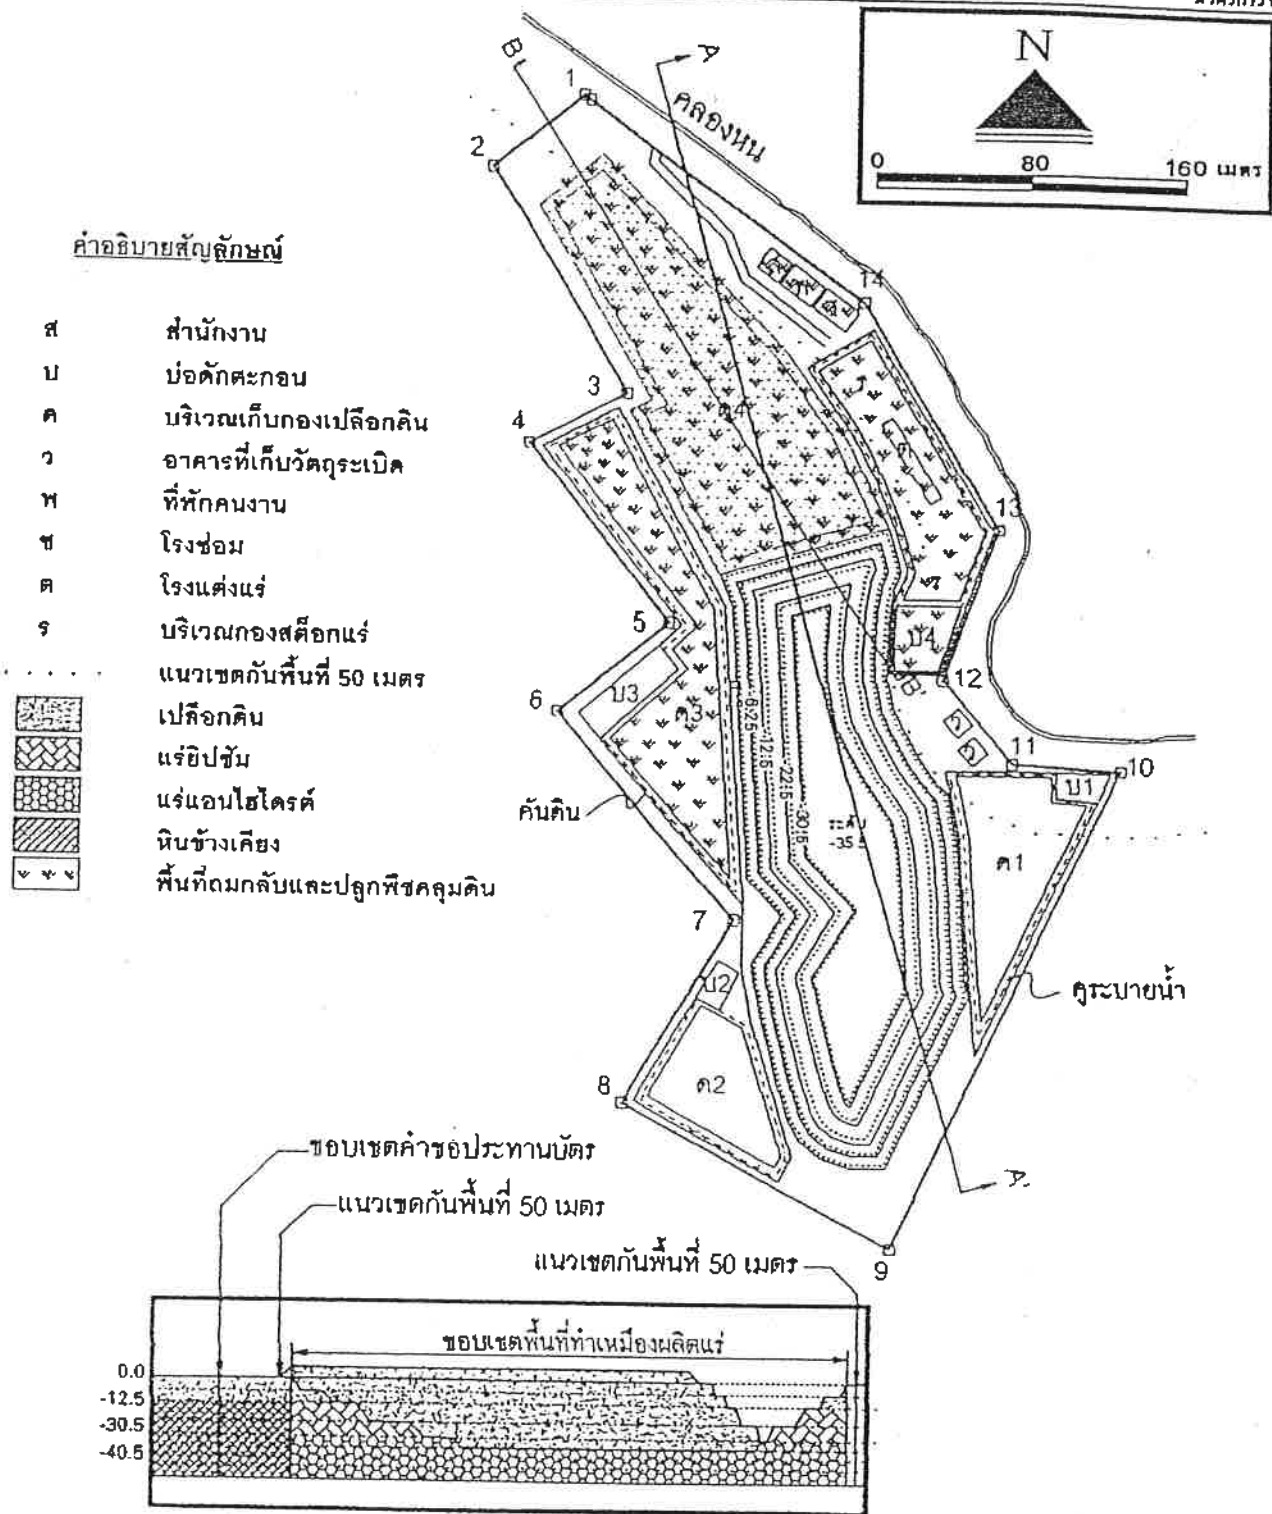 N
0 80 160 เมตร
คลองหน
A
B
1
2
3
4
5
6
7
8
9
10
11
12
13
14
คำอธิบายสัญลักษณ์
ส สำนักงาน
ป บ่อดักตะกอน
ค บริเวณเก็บกองเปลือกดิน
ว อาคารที่เก็บวัตถุระเบิด
พ ที่พักคนงาน
ช โรงซ่อม
ต โรงแต่งแร่
ร บริเวณกองสต็อกแร่
แนวเขตกันพื้นที่ 50 เมตร
เปลือกดิน
แร่ยิปซัม
แร่แอนไฮไดรต์
หินข้างเคียง
พื้นที่ถมกลับและปลูกพืชคลุมดิน
ค4
ป4
B'
ป3
ค3
-6.25
-12.5
-22.5
-30.5
ระดับ
-35.5
คันดิน
ป1
ค1
คูระบายน้ำ
ป2
ค2
ขอบเขตคำขอประทานบัตร
แนวเขตกันพื้นที่ 50 เมตร
แนวเขตกันพื้นที่ 50 เมตร
ขอบเขตพื้นที่ทำเหมืองผลิตแร่
0.0
-12.5
-30.5
-40.5